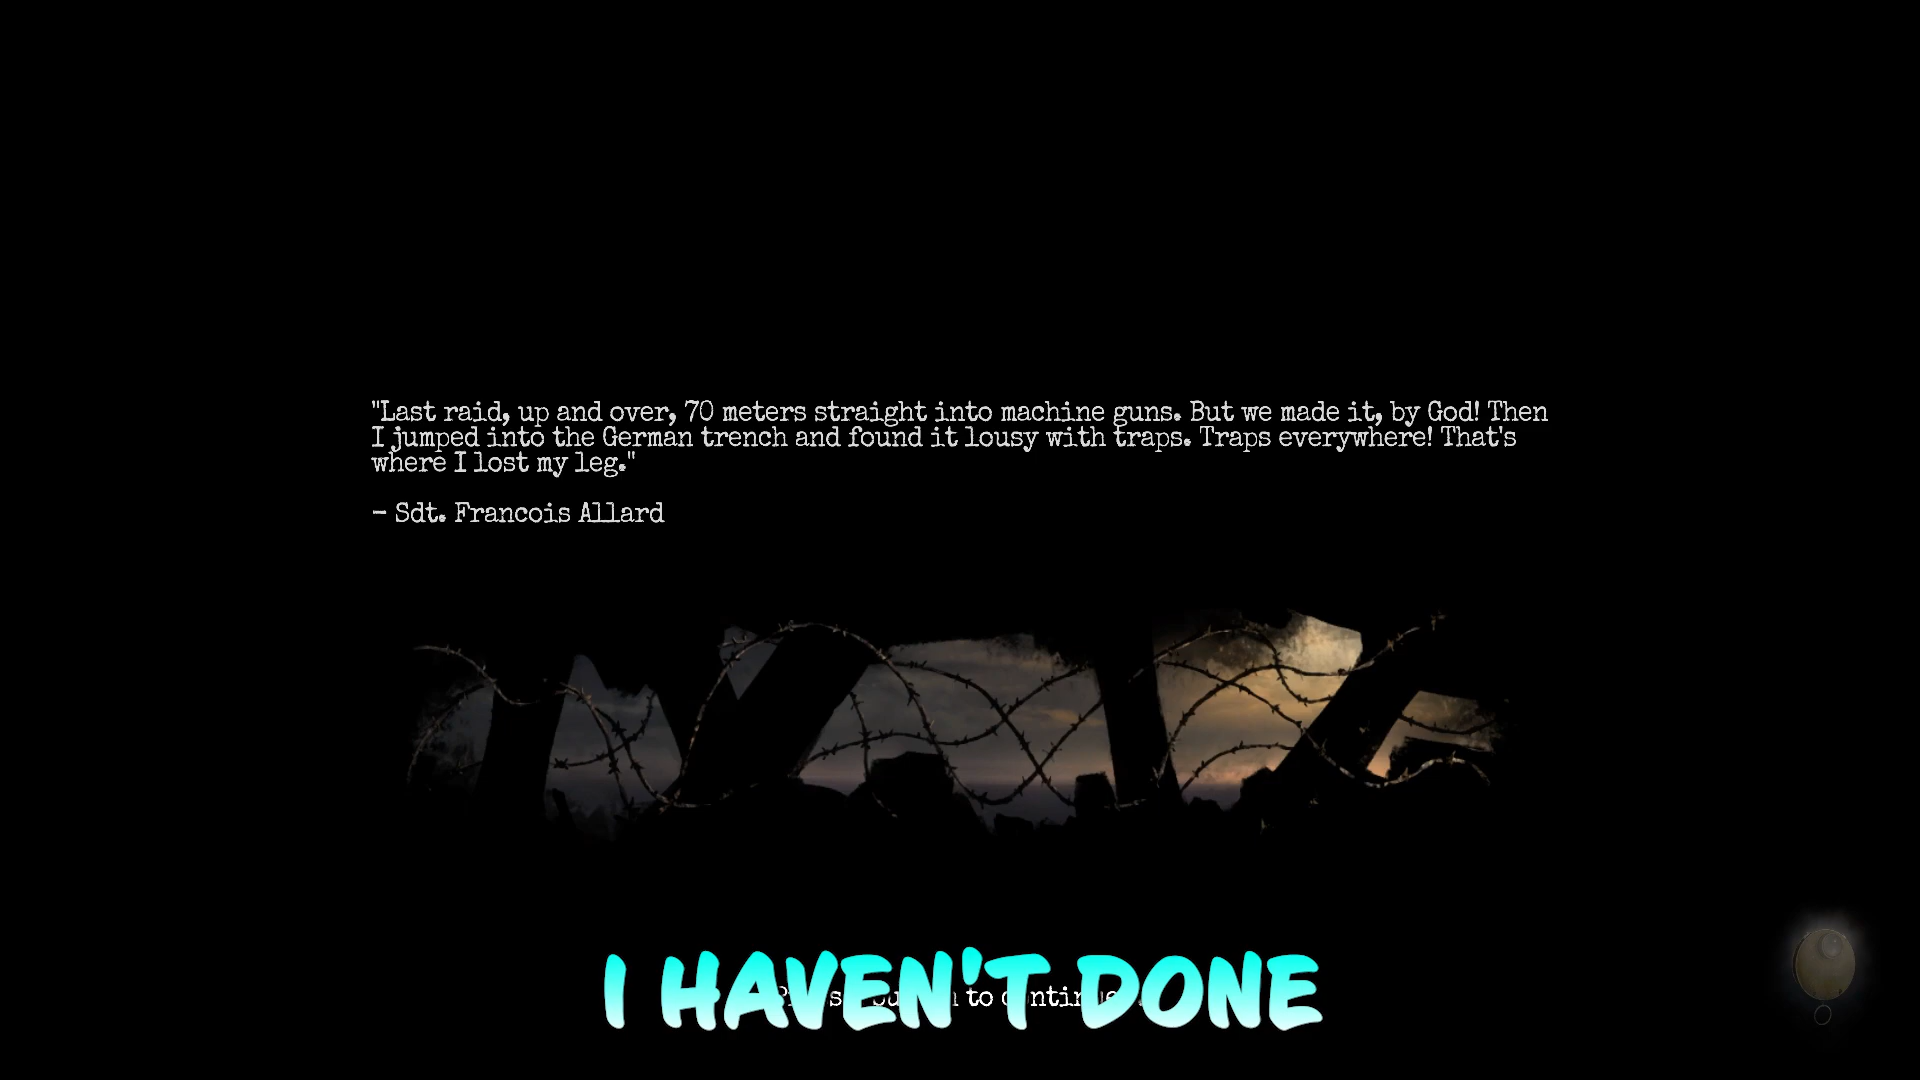 "Last raid, up and over, 70 meters straight into machine guns. But we made it, by God! Then
I jumped into the German trench and found it lousy with traps. Traps everywhere! That's
where I lost my leg."
- Sdt. Francois Allard
I HAVEN'T DONE
to